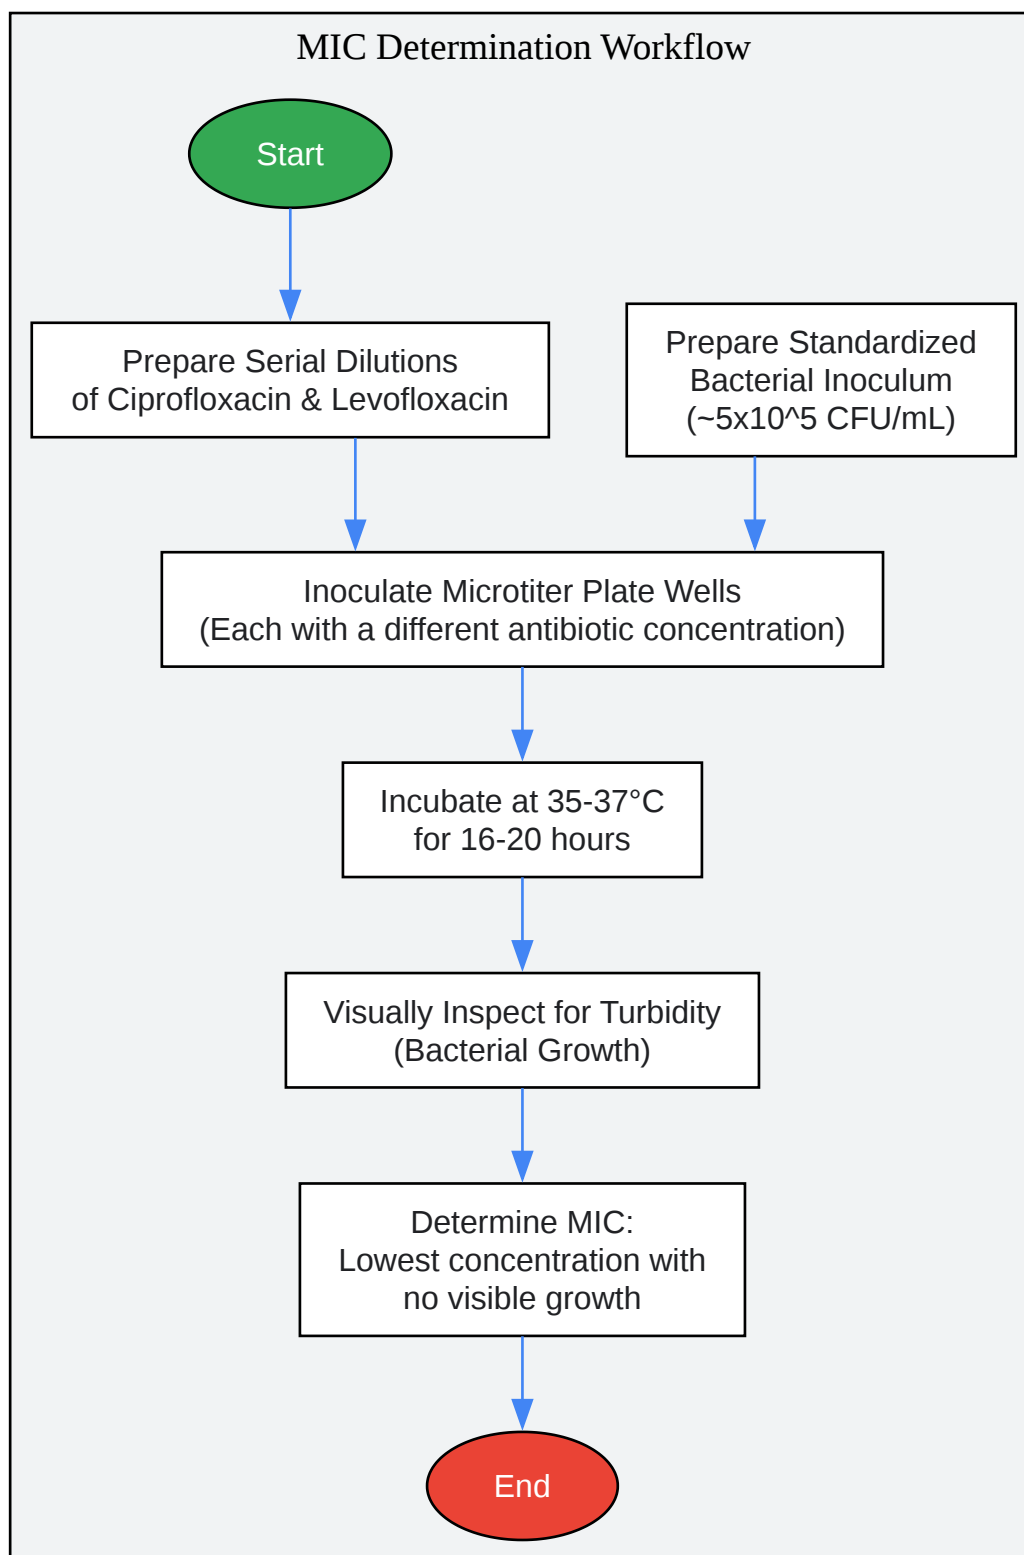 MIC Determination Workflow
Start
Prepare Serial Dilutions
of Ciprofloxacin & Levofloxacin
Prepare Standardized
Bacterial Inoculum
(~5x10^5 CFU/mL)
Inoculate Microtiter Plate Wells
(Each with a different antibiotic concentration)
Incubate at 35-37°C
for 16-20 hours
Visually Inspect for Turbidity
(Bacterial Growth)
Determine MIC:
Lowest concentration with
no visible growth
End